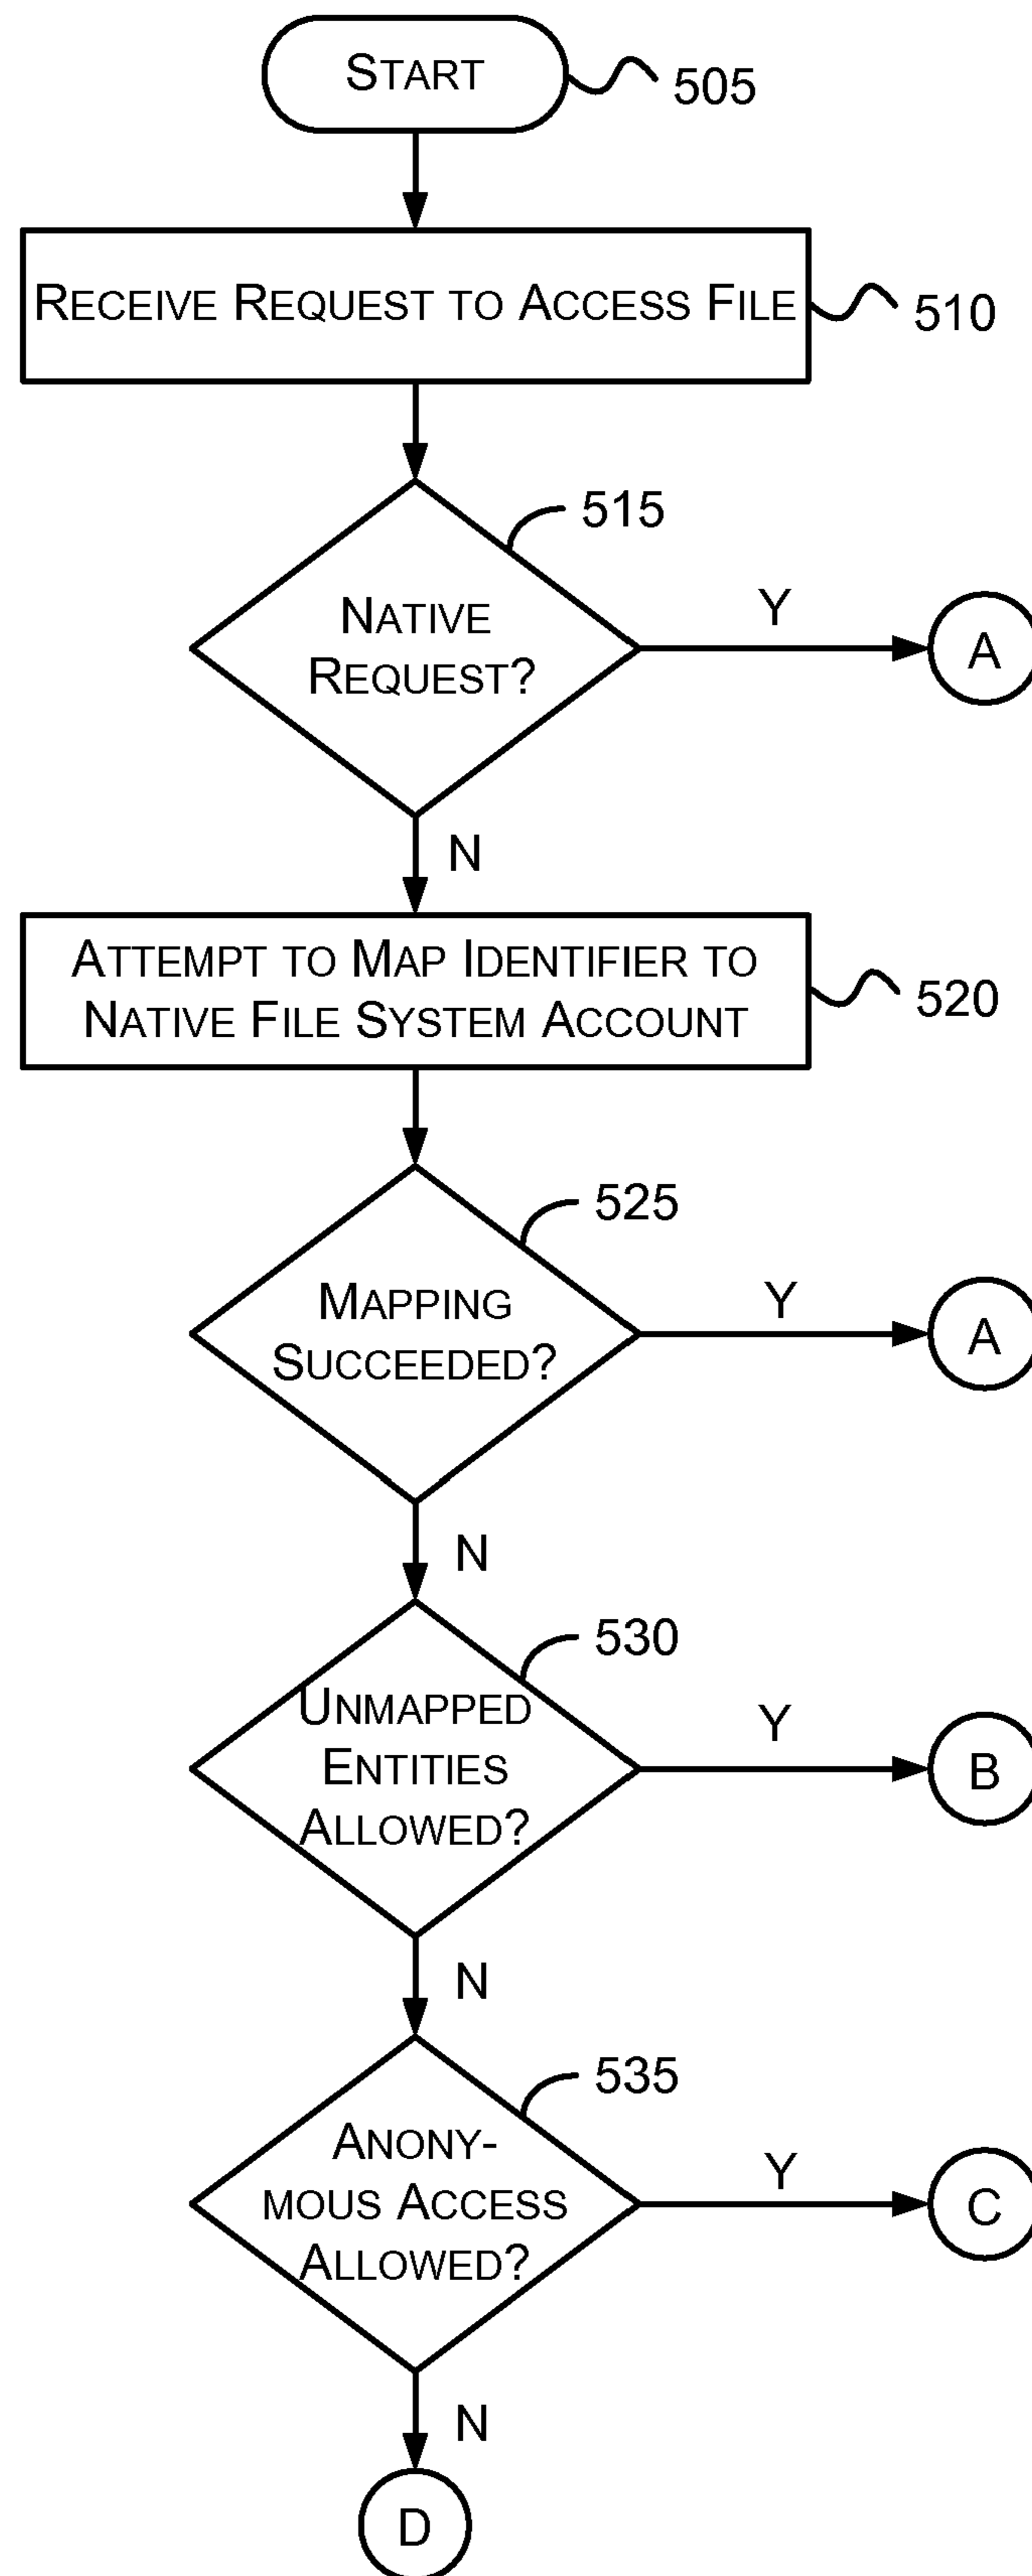 START
505
RECEIVE REQUEST TO ACCESS FILE
510
515
NATIVE
REQUEST?
Y
A
N
ATTEMPT TO MAP IDENTIFIER TO
NATIVE FILE SYSTEM ACCOUNT
520
525
MAPPING
SUCCEEDED?
Y
A
N
530
UNMAPPED
ENTITIES
ALLOWED?
Y
B
N
535
ANONY-
MOUS ACCESS
ALLOWED?
Y
C
N
D